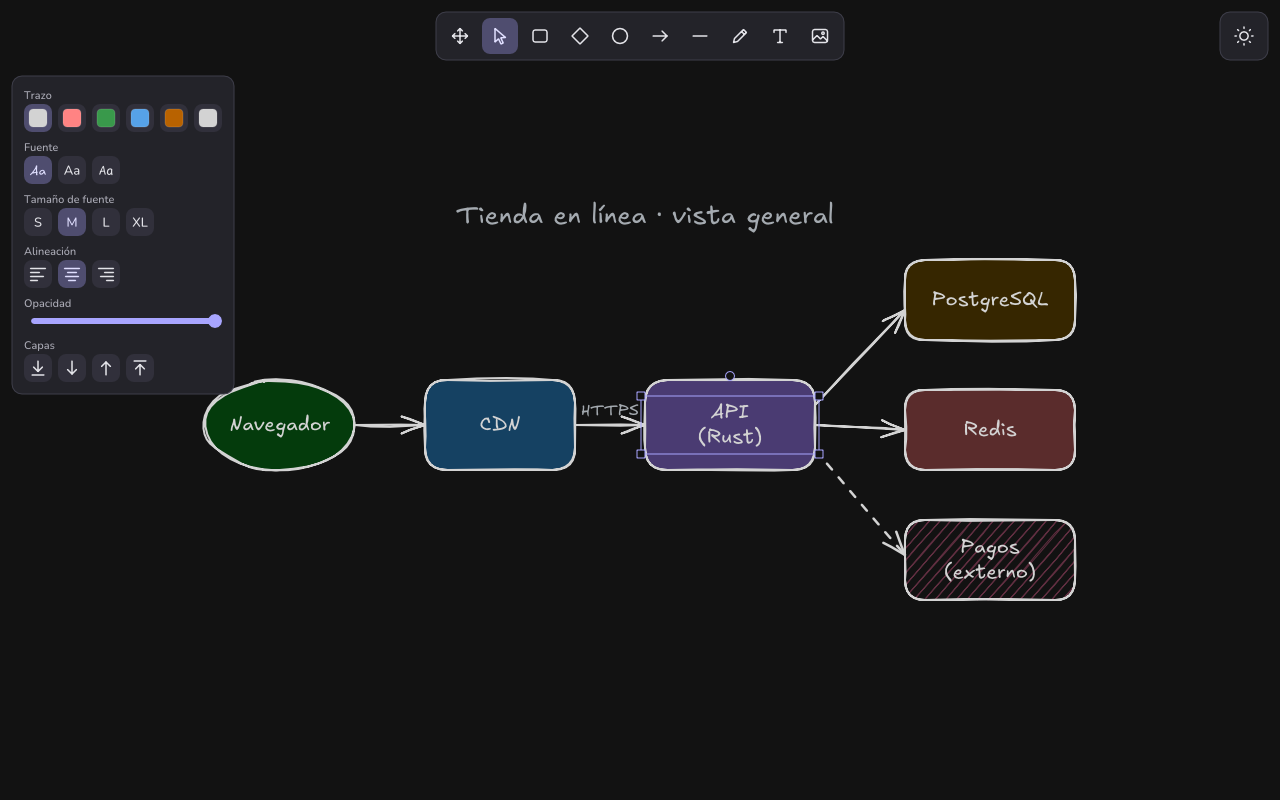 Trazo
Fuente
Aa Aa Aa
Tamaño de fuente
S M L XL
Alineación
Opacidad
Capas
Tienda en línea · vista general
Navegador
CDN
HTTPS
API
(Rust)
PostgreSQL
Redis
Pagos
(externo)